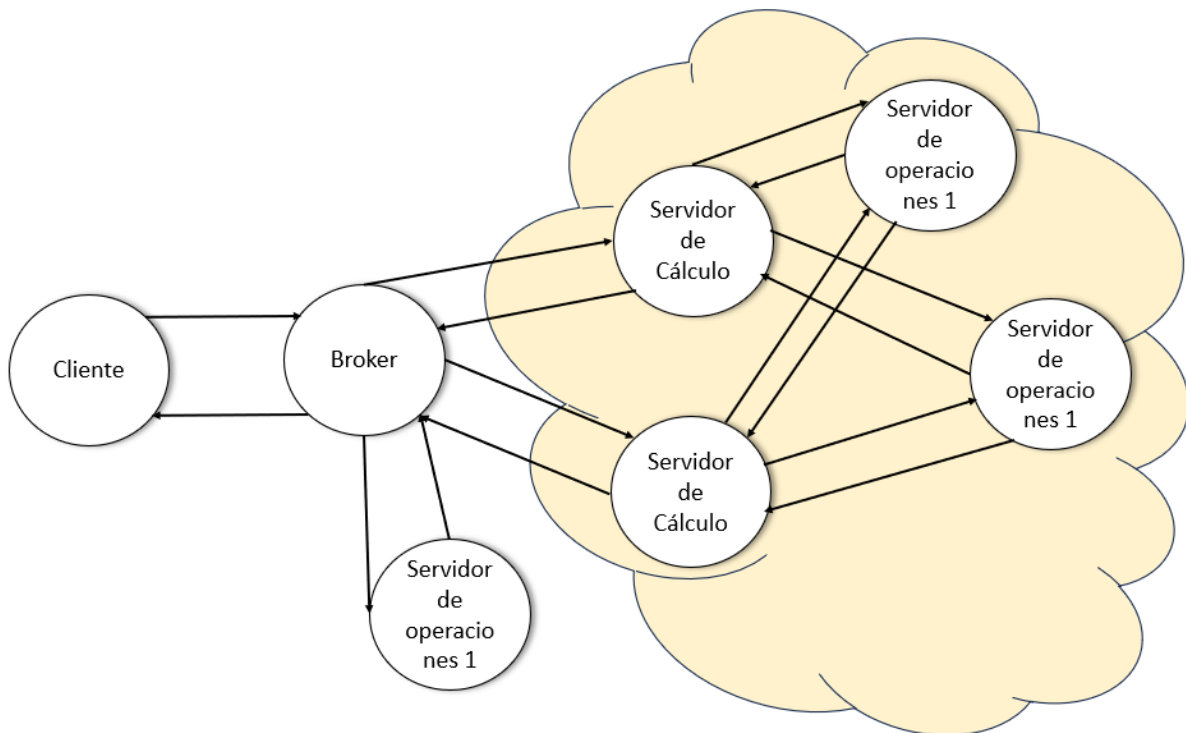 Servidor
de
operacio
nes 1
Servidor
de
Cálculo
Servidor
de
operacio
nes 1
Cliente
Broker
Servidor
de
Cálculo
Servidor
de
operacio
nes 1